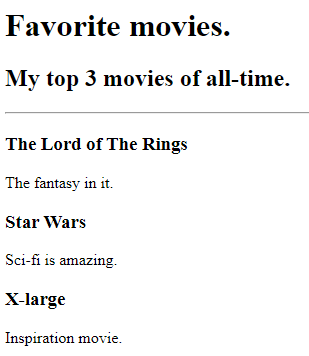 Favorite movies.
My top 3 movies of all-time.
The Lord of The Rings
The fantasy in it.
Star Wars
Sci-fi is amazing.
X-large
Inspiration movie.